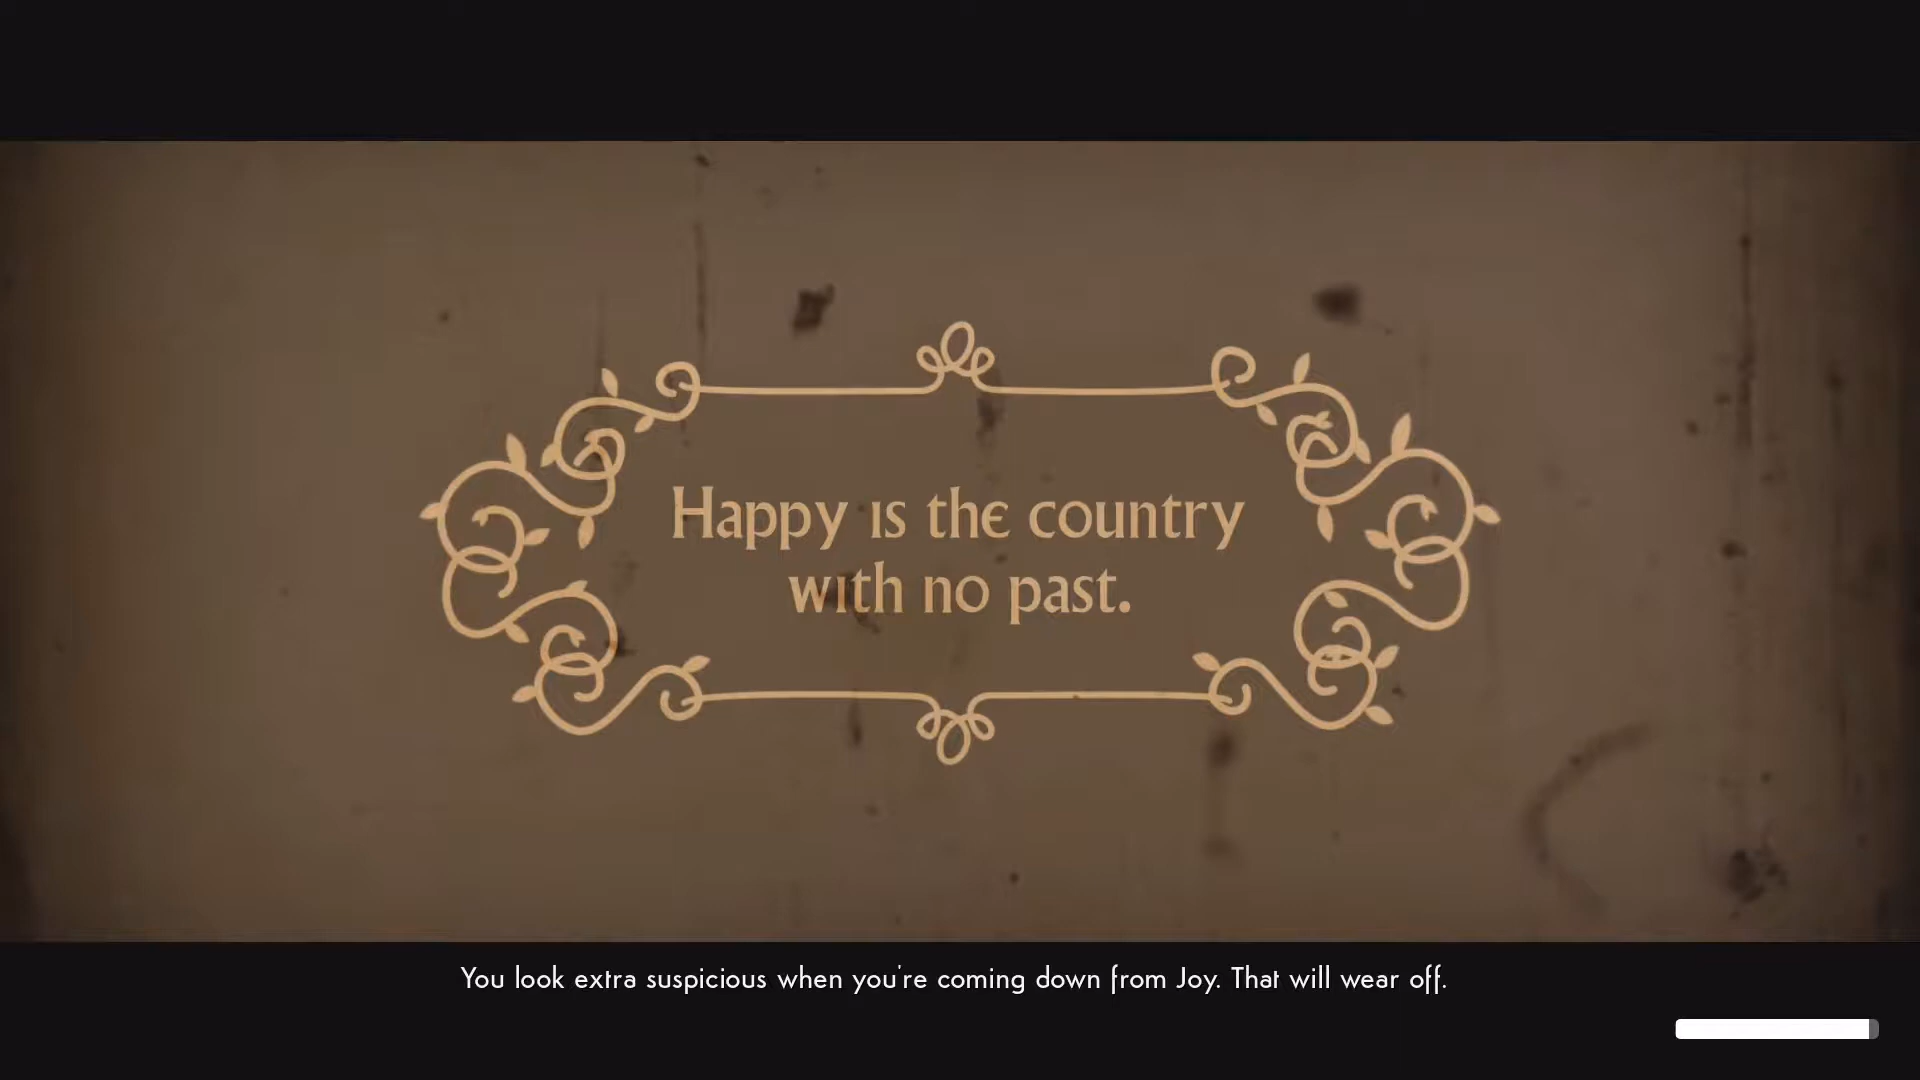 Happy is the country
with no past.
You look extra suspicious when you're coming down from Joy. That will wear off.